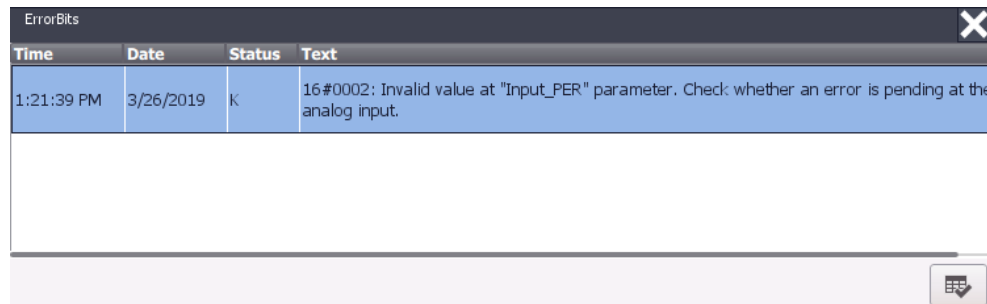 ErrorBits
Time Date Status Text
1:21:39 PM 3/26/2019 K 16#0002: Invalid value at "Input_PER" parameter. Check whether an error is pending at the
analog input.